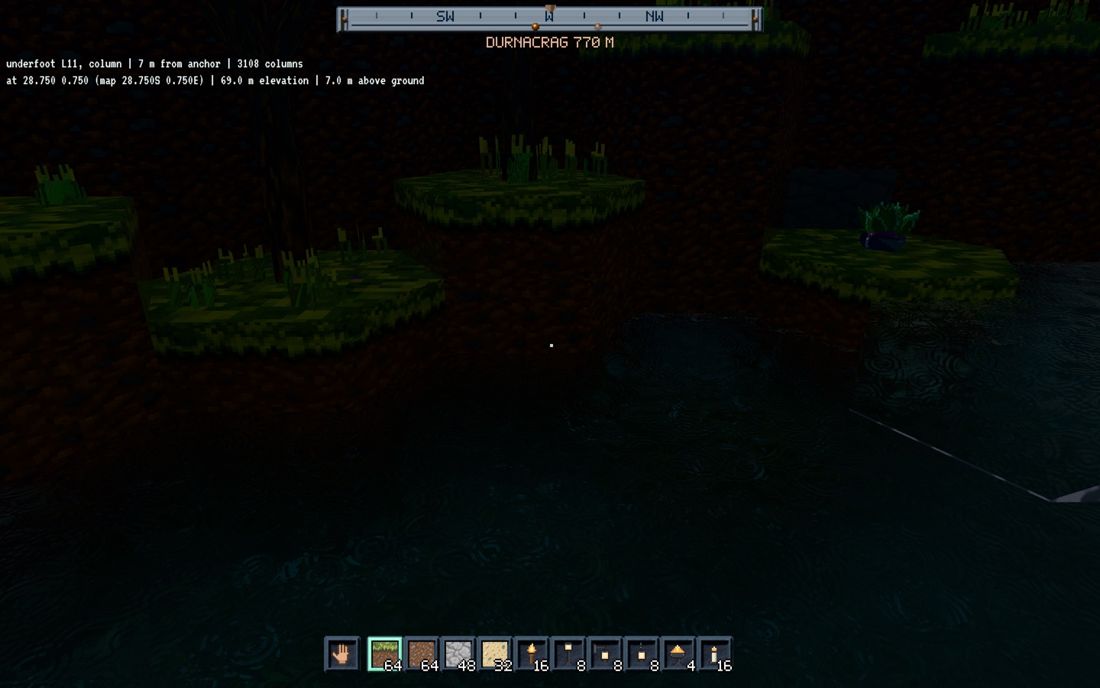 SW W NW
DURNACRAG 770 M
underfoot L11, column | 7 m from anchor | 3108 columns
at 28.750 0.750 (map 28.750S 0.750E) | 69.0 m elevation | 7.0 m above ground
64 64 48 32 16 8 8 8 4 16